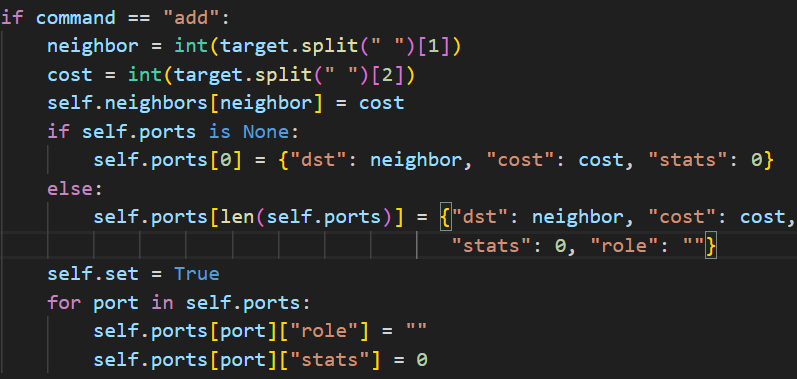 if command == "add":
    neighbor = int(target.split(" ")[1])
    cost = int(target.split(" ")[2])
    self.neighbors[neighbor] = cost
    if self.ports is None:
        self.ports[0] = {"dst": neighbor, "cost": cost, "stats": 0}
    else:
        self.ports[len(self.ports)] = {"dst": neighbor, "cost": cost,
                                       "stats": 0, "role": ""}
    self.set = True
    for port in self.ports:
        self.ports[port]["role"] = ""
        self.ports[port]["stats"] = 0